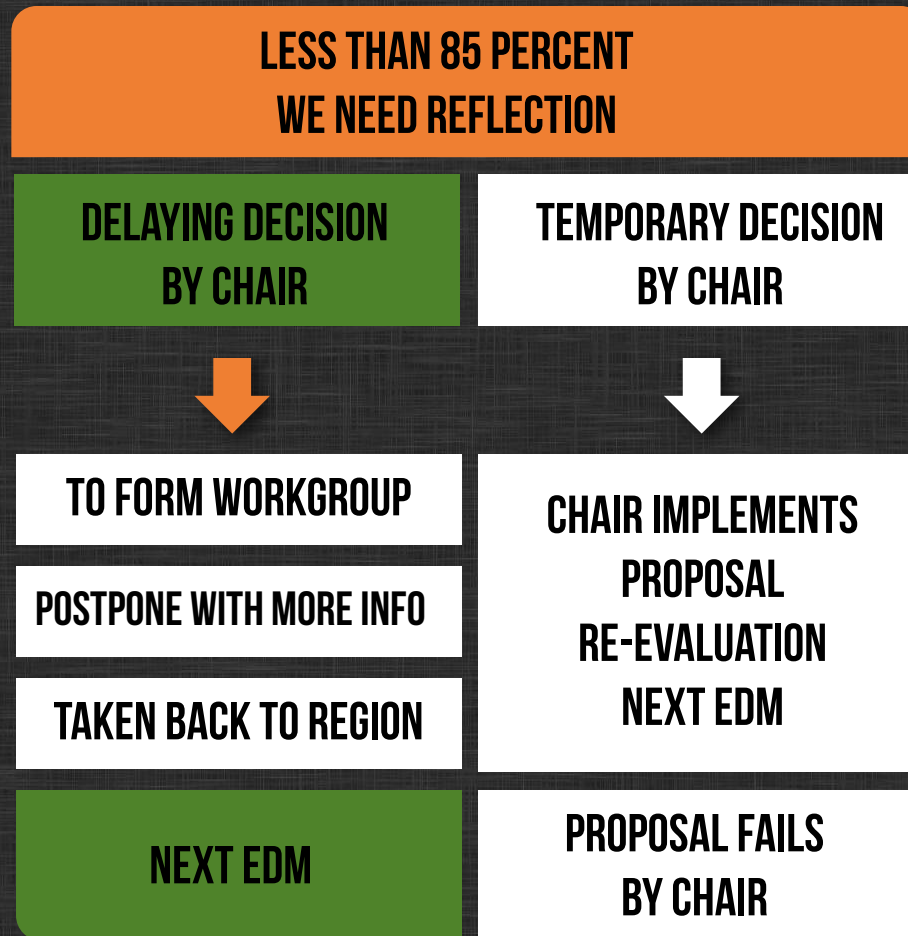 LESS THAN 85 PERCENT
WE NEED REFLECTION
DELAYING DECISION
BY CHAIR
TO FORM WORKGROUP
POSTPONE WITH MORE INFO
TAKEN BACK TO REGION
NEXT EDM
TEMPORARY DECISION
BY CHAIR
CHAIR IMPLEMENTS
PROPOSAL
RE-EVALUATION
NEXT EDM
PROPOSAL FAILS
BY CHAIR